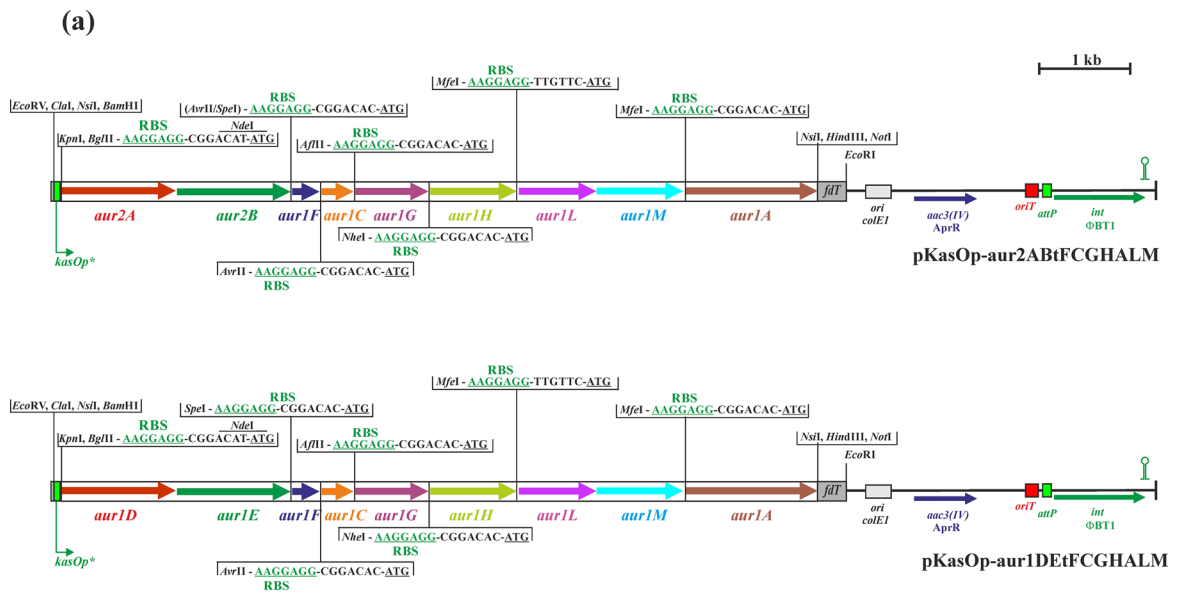 (a)
1 kb
RBS
MfeI - AAGGAGG-TTGTTC-ATG
RBS
(AvrII/SpeI) - AAGGAGG-CGGACAC-ATG
RBS
MfeI - AAGGAGG-CGGACAC-ATG
EcoRV, ClaI, NsiI, BamHI
RBS
NdeI
KpnI, BglII - AAGGAGG-CGGACAT-ATG
RBS
AflII - AAGGAGG-CGGACAC-ATG
NsiI, HindIII, NotI
EcoRI
fdT
aur2A
aur2B
aur1F
aur1C
aur1G
aur1H
aur1L
aur1M
aur1A
ori
colE1
aac3(IV)
AprR
oriT
attP
int
ΦBT1
NheI - AAGGAGG-CGGACAC-ATG
RBS
kasOp*
AvrII - AAGGAGG-CGGACAC-ATG
RBS
pKasOp-aur2ABtFCGHALM
RBS
MfeI - AAGGAGG-TTGTTC-ATG
RBS
SpeI - AAGGAGG-CGGACAC-ATG
RBS
MfeI - AAGGAGG-CGGACAC-ATG
EcoRV, ClaI, NsiI, BamHI
RBS
NdeI
KpnI, BglII - AAGGAGG-CGGACAT-ATG
RBS
AflII - AAGGAGG-CGGACAC-ATG
NsiI, HindIII, NotI
EcoRI
fdT
aur1D
aur1E
aur1F
aur1C
aur1G
aur1H
aur1L
aur1M
aur1A
ori
colE1
aac3(IV)
AprR
oriT
attP
int
ΦBT1
NheI - AAGGAGG-CGGACAC-ATG
RBS
kasOp*
AvrII - AAGGAGG-CGGACAC-ATG
RBS
pKasOp-aur1DEtFCGHALM